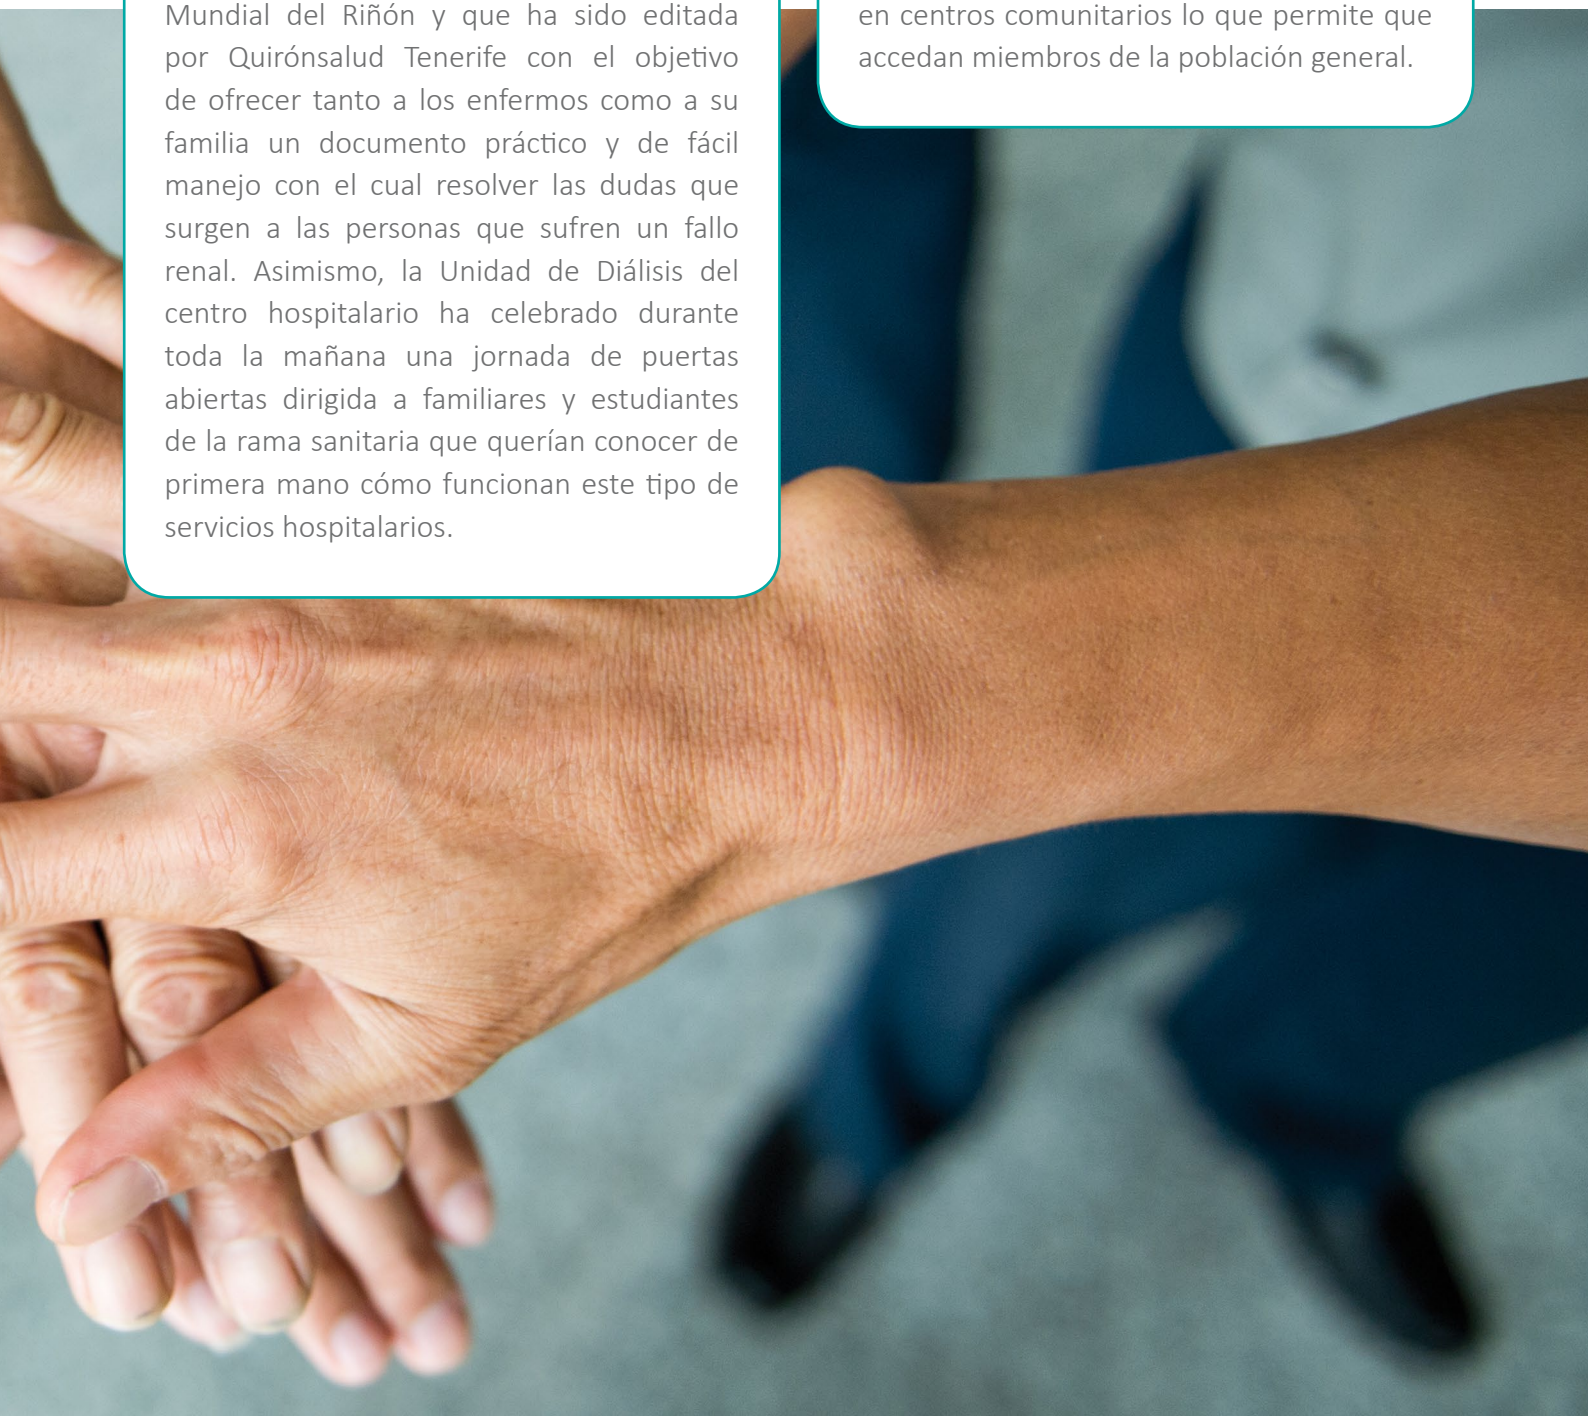 Mundial del Riñón y que ha sido editada
por Quirónsalud Tenerife con el objetivo
de ofrecer tanto a los enfermos como a su
familia un documento práctico y de fácil
manejo con el cual resolver las dudas que
surgen a las personas que sufren un fallo
renal. Asimismo, la Unidad de Diálisis del
centro hospitalario ha celebrado durante
toda la mañana una jornada de puertas
abiertas dirigida a familiares y estudiantes
de la rama sanitaria que querían conocer de
primera mano cómo funcionan este tipo de
servicios hospitalarios.
en centros comunitarios lo que permite que
accedan miembros de la población general.